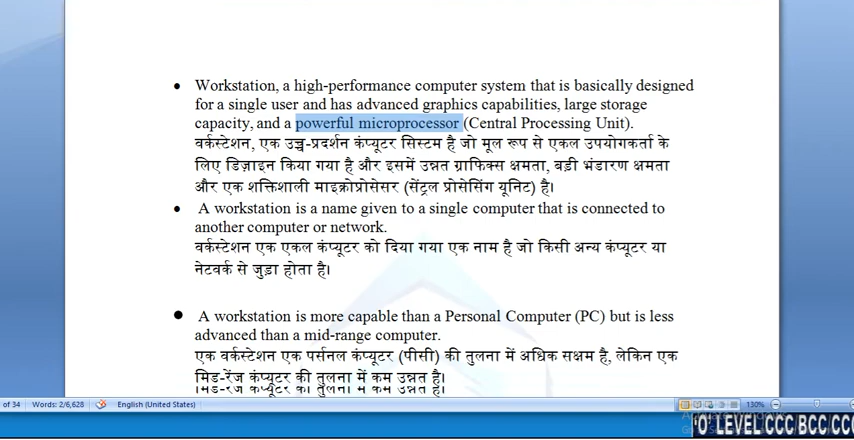 Workstation, a high-performance computer system that is basically designed
for a single user and has advanced graphics capabilities, large storage
capacity, and a powerful microprocessor (Central Processing Unit).
वर्कस्टेशन, एक उच्च-प्रदर्शन कंप्यूटर सिस्टम है जो मूल रूप से एकल उपयोगकर्ता के
लिए डिज़ाइन किया गया है और इसमें उन्नत ग्राफिक्स क्षमता, बड़ी भंडारण क्षमता
और एक शक्तिशाली माइक्रोप्रोसेसर (सेंट्रल प्रोसेसिंग यूनिट) है।
A workstation is a name given to a single computer that is connected to
another computer or network.
वर्कस्टेशन एक एकल कंप्यूटर को दिया गया एक नाम है जो किसी अन्य कंप्यूटर या
नेटवर्क से जुड़ा होता है।
A workstation is more capable than a Personal Computer (PC) but is less
advanced than a mid-range computer.
एक वर्कस्टेशन एक पर्सनल कंप्यूटर (पीसी) की तुलना में अधिक सक्षम है, लेकिन एक
मिड-रेंज कंप्यूटर की तुलना में कम उन्नत है।
मिड-रेंज कंप्यूटर की तुलना में कम उन्नत है।
of 34 Words: 2/6,628 English (United States) 130%
'O' LEVEL,CCC/BCC/CCC